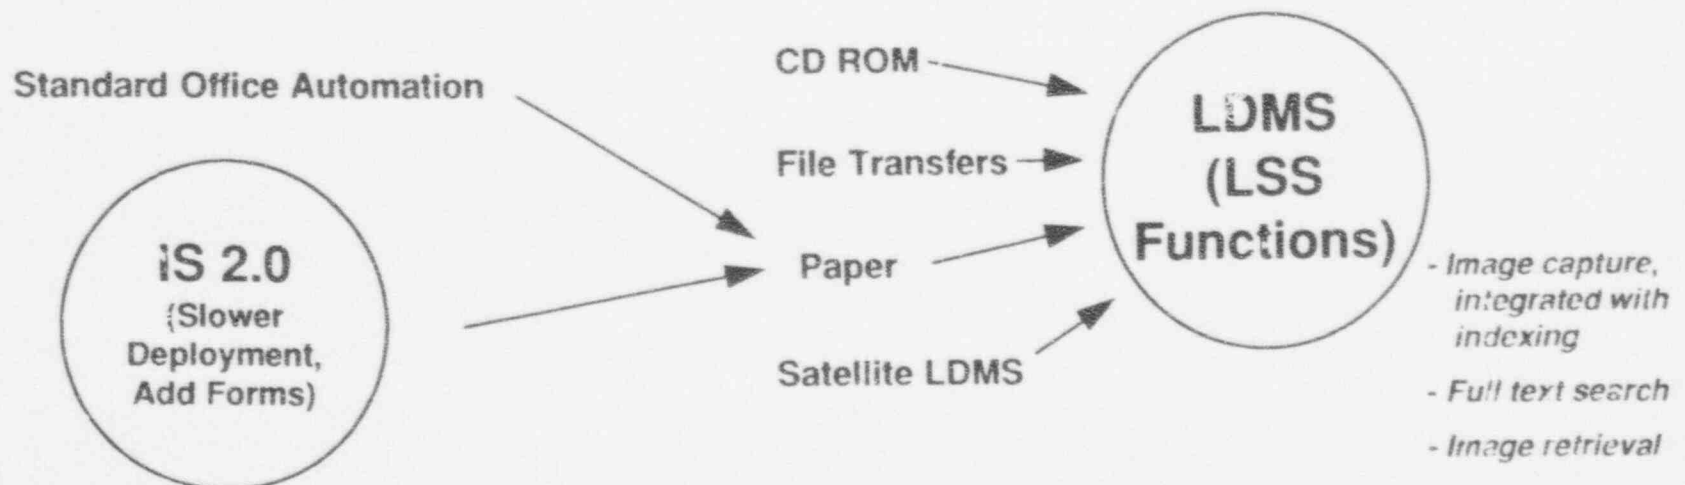 Standard Office Automation
iS 2.0
(Slower
Deployment,
Add Forms)
CD ROM
File Transfers
Paper
Satellite LDMS
LDMS
(LSS
Functions)
- Image capture,
integrated with
indexing
- Full text search
- Image retrieval